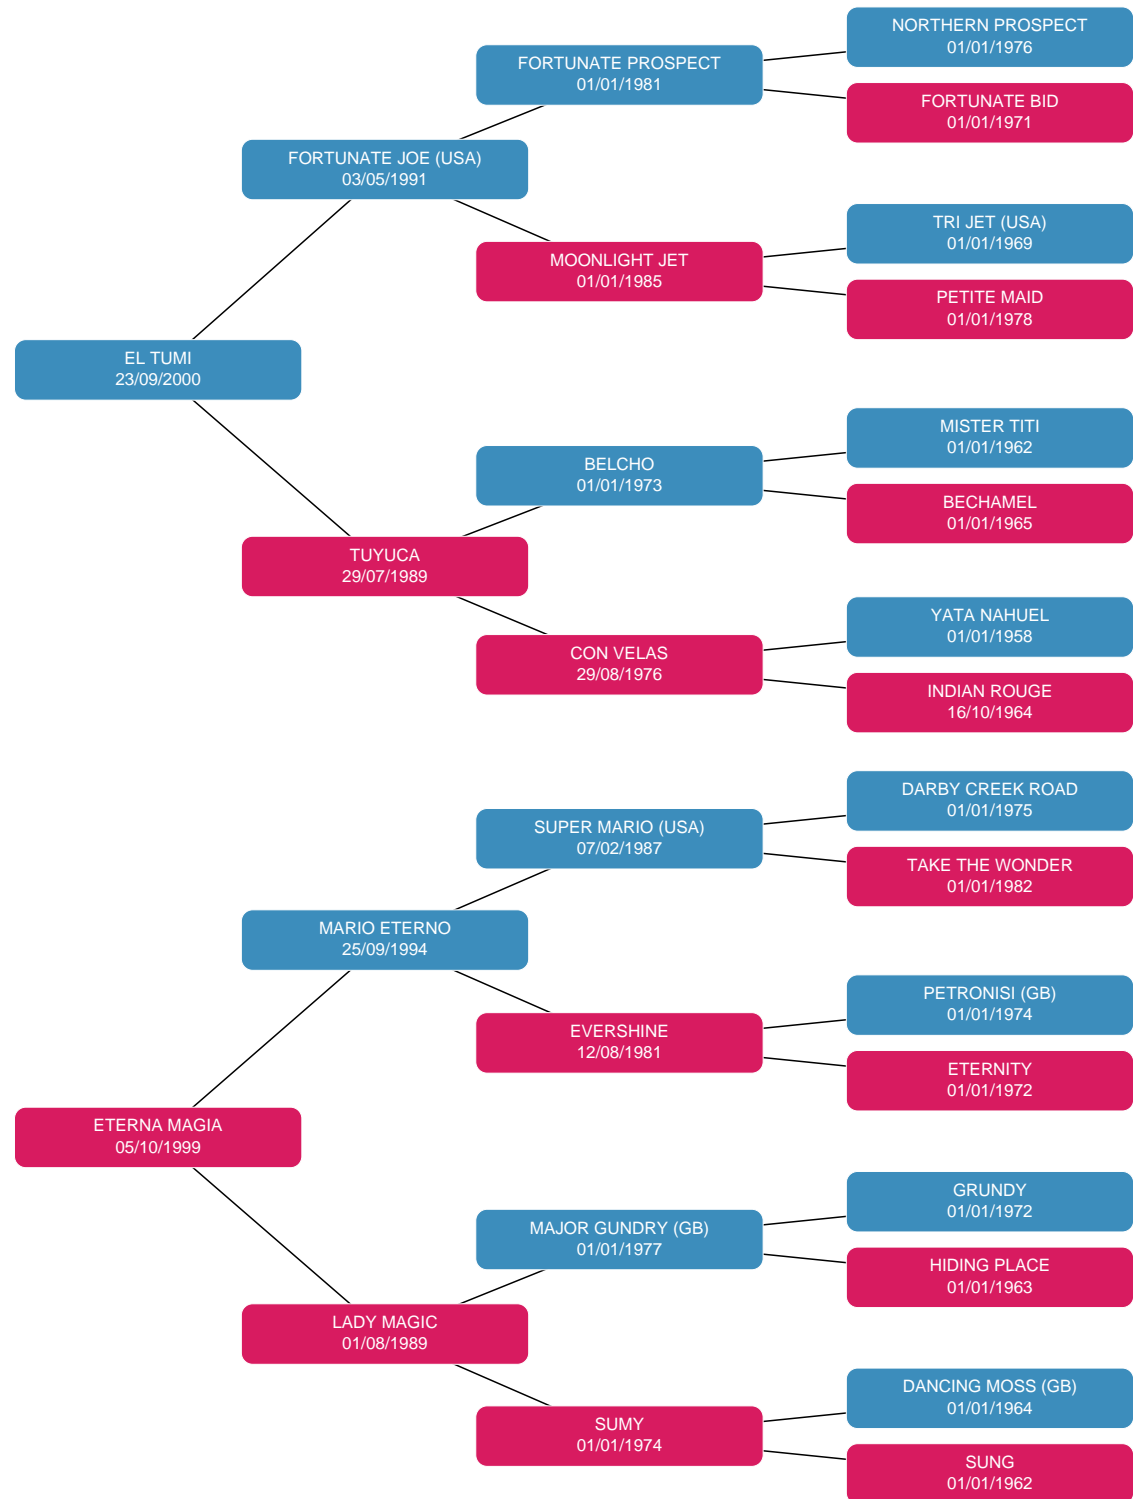 NORTHERN PROSPECT
01/01/1976
FORTUNATE PROSPECT
01/01/1981
FORTUNATE BID
01/01/1971
FORTUNATE JOE (USA)
03/05/1991
TRI JET (USA)
01/01/1969
MOONLIGHT JET
01/01/1985
PETITE MAID
01/01/1978
EL TUMI
23/09/2000
MISTER TITI
01/01/1962
BELCHO
01/01/1973
BECHAMEL
01/01/1965
TUYUCA
29/07/1989
YATA NAHUEL
01/01/1958
CON VELAS
29/08/1976
INDIAN ROUGE
16/10/1964
DARBY CREEK ROAD
01/01/1975
SUPER MARIO (USA)
07/02/1987
TAKE THE WONDER
01/01/1982
MARIO ETERNO
25/09/1994
PETRONISI (GB)
01/01/1974
EVERSHINE
12/08/1981
ETERNITY
01/01/1972
ETERNA MAGIA
05/10/1999
GRUNDY
01/01/1972
MAJOR GUNDRY (GB)
01/01/1977
HIDING PLACE
01/01/1963
LADY MAGIC
01/08/1989
DANCING MOSS (GB)
01/01/1964
SUMY
01/01/1974
SUNG
01/01/1962